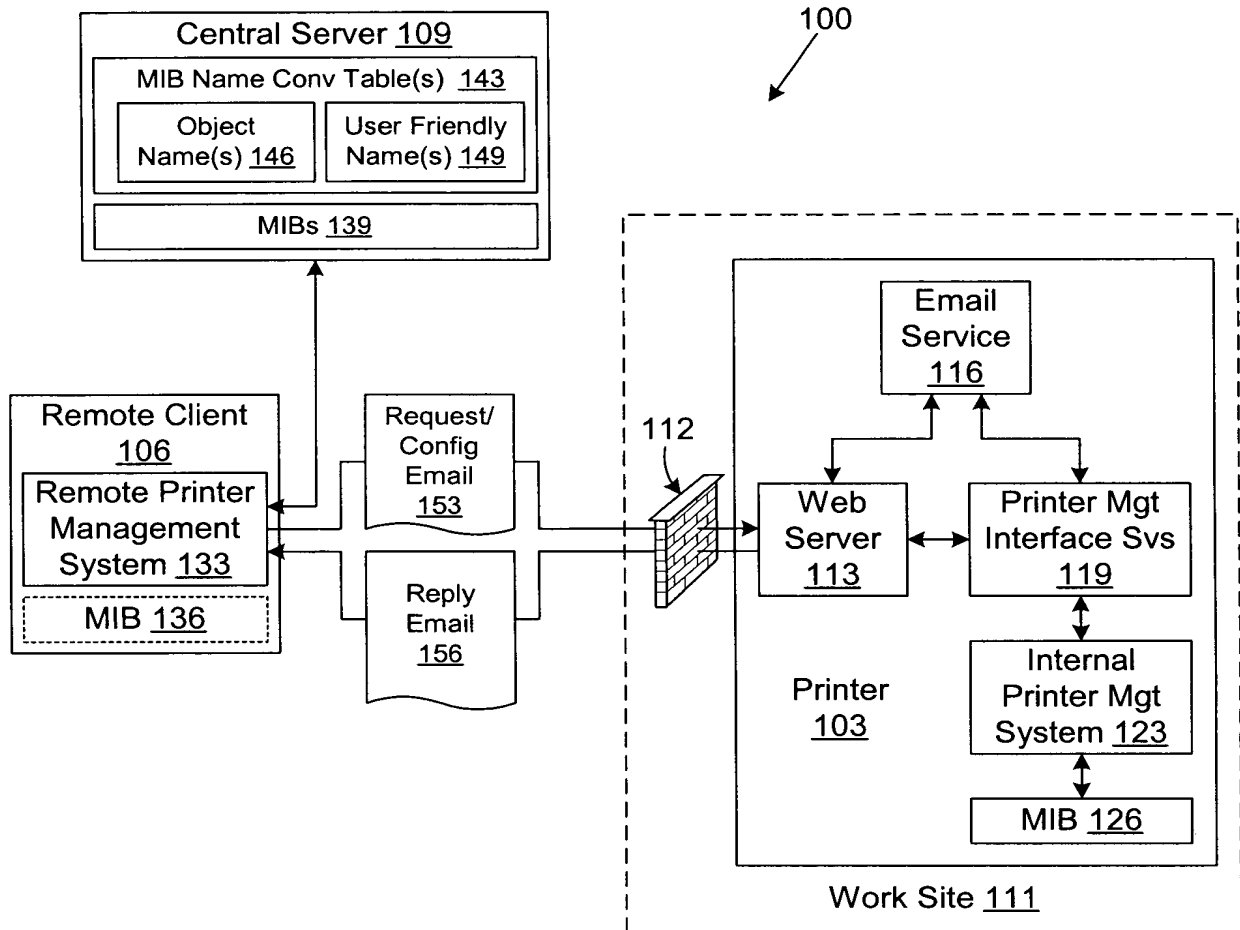 100
Central Server 109
MIB Name Conv Table(s) 143
Object
Name(s) 146
User Friendly
Name(s) 149
MIBs 139
Remote Client
106
Remote Printer
Management
System 133
MIB 136
Request/
Config
Email
153
Reply
Email
156
112
Email
Service
116
Web
Server
113
Printer Mgt
Interface Svs
119
Internal
Printer Mgt
System 123
MIB 126
Printer
103
Work Site 111